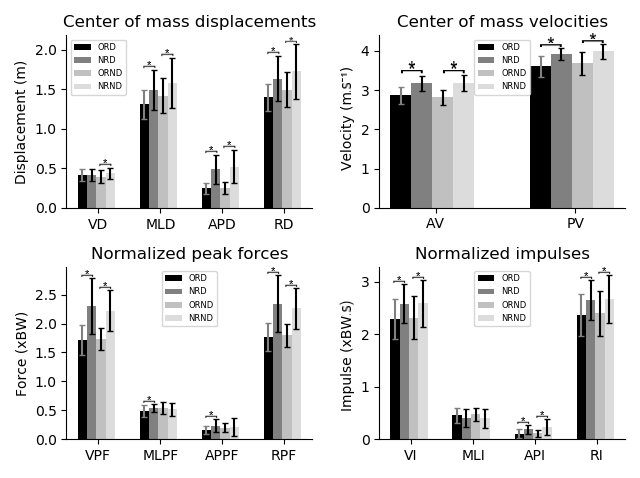 Center of mass displacements
Displacement (m)
2.0
1.5
1.0
0.5
0.0
ORD
NRD
ORND
NRND
* * * * * * *
VD MLD APD RD
Center of mass velocities
Velocity (m.s⁻¹)
4
3
2
1
0
ORD
NRD
ORND
NRND
* * * *
AV PV
Normalized peak forces
Force (xBW)
2.5
2.0
1.5
1.0
0.5
0.0
ORD
NRD
ORND
NRND
* * * * * *
VPF MLPF APPF RPF
Normalized impulses
Impulse (xBW.s)
3
2
1
0
ORD
NRD
ORND
NRND
* * * * * *
VI MLI API RI